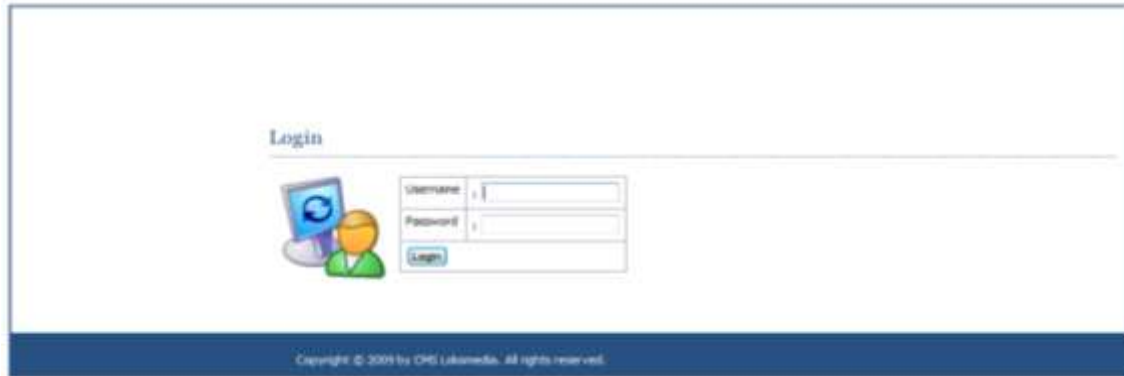 Login
Username :
Password :
Login
Copyright © 2009 by CMS Lokomedia. All rights reserved.